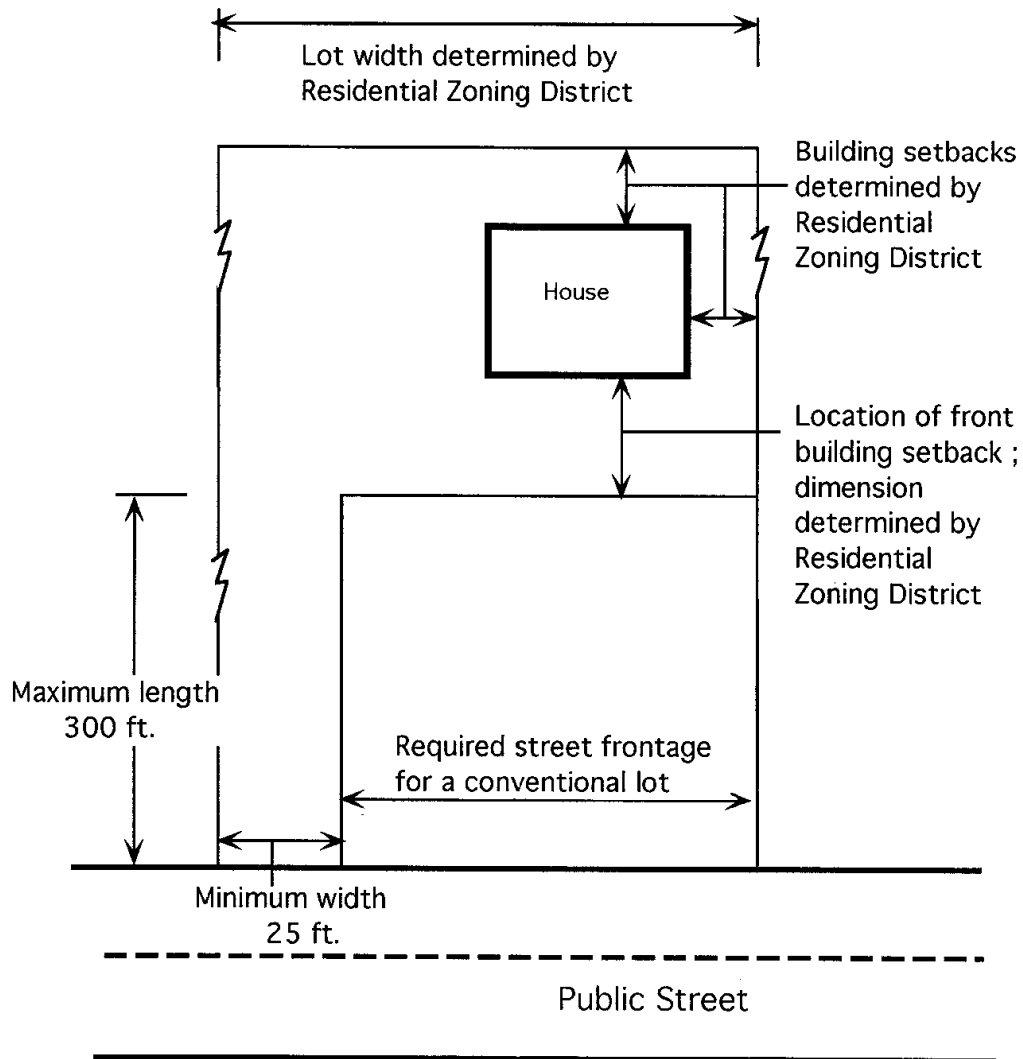 Lot width determined by
Residential Zoning District
Building setbacks
determined by
Residential
Zoning District
House
Location of front
building setback ;
dimension
determined by
Residential
Zoning District
Maximum length
300 ft.
Required street frontage
for a conventional lot
Minimum width
25 ft.
Public Street